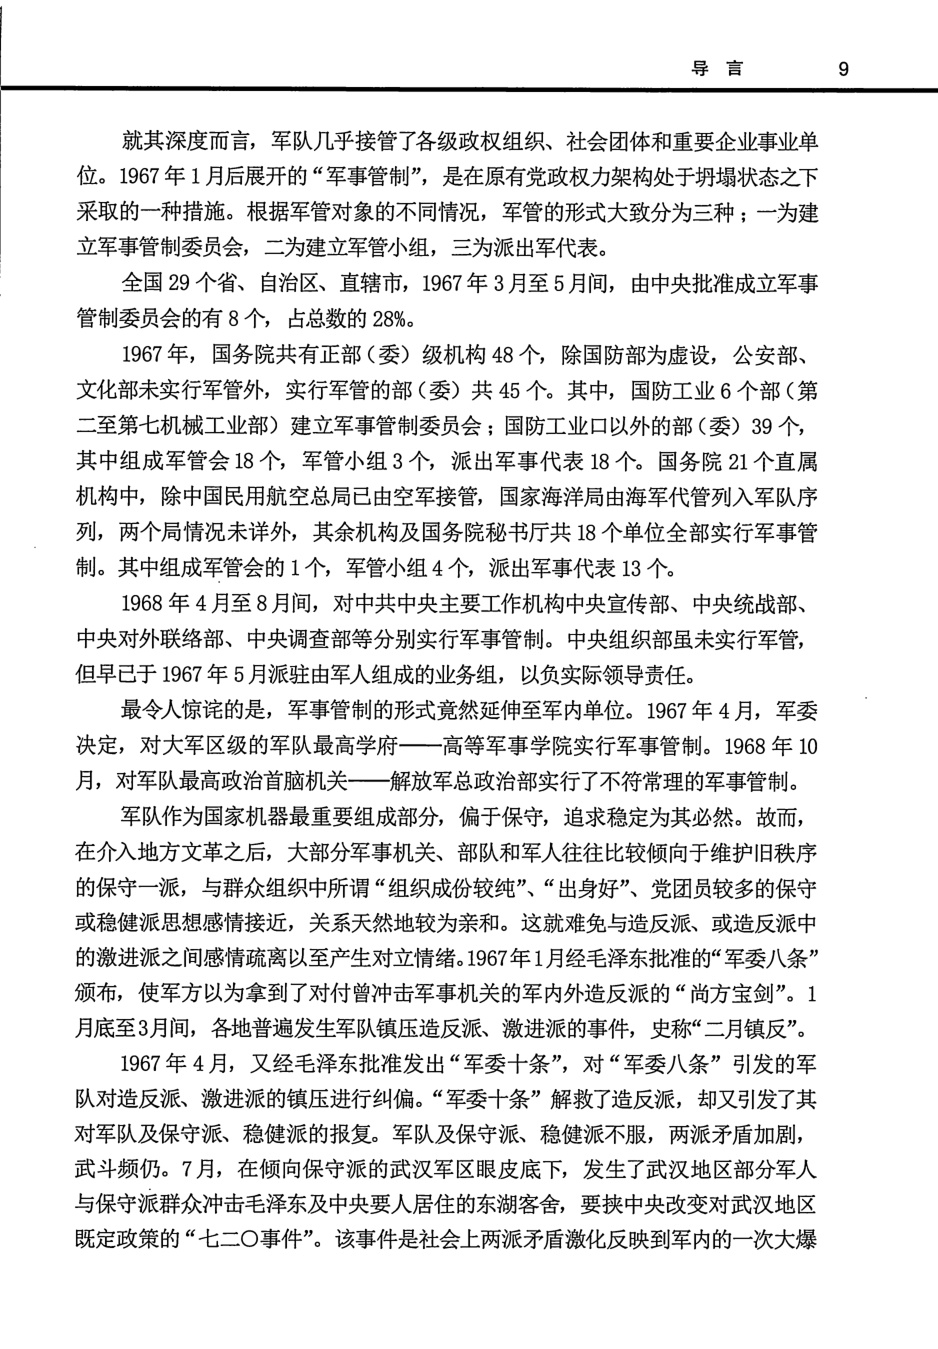 导言 9
就其深度而言，军队几乎接管了各级政权组织、社会团体和重要企业事业单
位。1967 年 1 月后展开的“军事管制”，是在原有党政权力架构处于坍塌状态之下
采取的一种措施。根据军管对象的不同情况，军管的形式大致分为三种；一为建
立军事管制委员会，二为建立军管小组，三为派出军代表。
全国 29 个省、自治区、直辖市，1967 年 3 月至 5 月间，由中央批准成立军事
管制委员会的有 8 个，占总数的 28%。
1967 年，国务院共有正部（委）级机构 48 个，除国防部为虚设，公安部、
文化部未实行军管外，实行军管的部（委）共 45 个。其中，国防工业 6 个部（第
二至第七机械工业部）建立军事管制委员会；国防工业口以外的部（委）39 个，
其中组成军管会 18 个，军管小组 3 个，派出军事代表 18 个。国务院 21 个直属
机构中，除中国民用航空总局已由空军接管，国家海洋局由海军代管列入军队序
列，两个局情况未详外，其余机构及国务院秘书厅共 18 个单位全部实行军事管
制。其中组成军管会的 1 个，军管小组 4 个，派出军事代表 13 个。
1968 年 4 月至 8 月间，对中共中央主要工作机构中央宣传部、中央统战部、
中央对外联络部、中央调查部等分别实行军事管制。中央组织部虽未实行军管，
但早已于 1967 年 5 月派驻由军人组成的业务组，以负实际领导责任。
最令人惊诧的是，军事管制的形式竟然延伸至军内单位。1967 年 4 月，军委
决定，对大军区级的军队最高学府——高等军事学院实行军事管制。1968 年 10
月，对军队最高政治首脑机关——解放军总政治部实行了不符常理的军事管制。
军队作为国家机器最重要组成部分，偏于保守，追求稳定为其必然。故而，
在介入地方文革之后，大部分军事机关、部队和军人往往比较倾向于维护旧秩序
的保守一派，与群众组织中所谓“组织成份较纯”、“出身好”、党团员较多的保守
或稳健派思想感情接近，关系天然地较为亲和。这就难免与造反派、或造反派中
的激进派之间感情疏离以至产生对立情绪。1967年1月经毛泽东批准的“军委八条”
颁布，使军方以为拿到了对付曾冲击军事机关的军内外造反派的“尚方宝剑”。1
月底至3月间，各地普遍发生军队镇压造反派、激进派的事件，史称“二月镇反”。
1967 年 4 月，又经毛泽东批准发出“军委十条”，对“军委八条”引发的军
队对造反派、激进派的镇压进行纠偏。“军委十条”解救了造反派，却又引发了其
对军队及保守派、稳健派的报复。军队及保守派、稳健派不服，两派矛盾加剧，
武斗频仍。7 月，在倾向保守派的武汉军区眼皮底下，发生了武汉地区部分军人
与保守派群众冲击毛泽东及中央要人居住的东湖客舍，要挟中央改变对武汉地区
既定政策的“七二〇事件”。该事件是社会上两派矛盾激化反映到军内的一次大爆